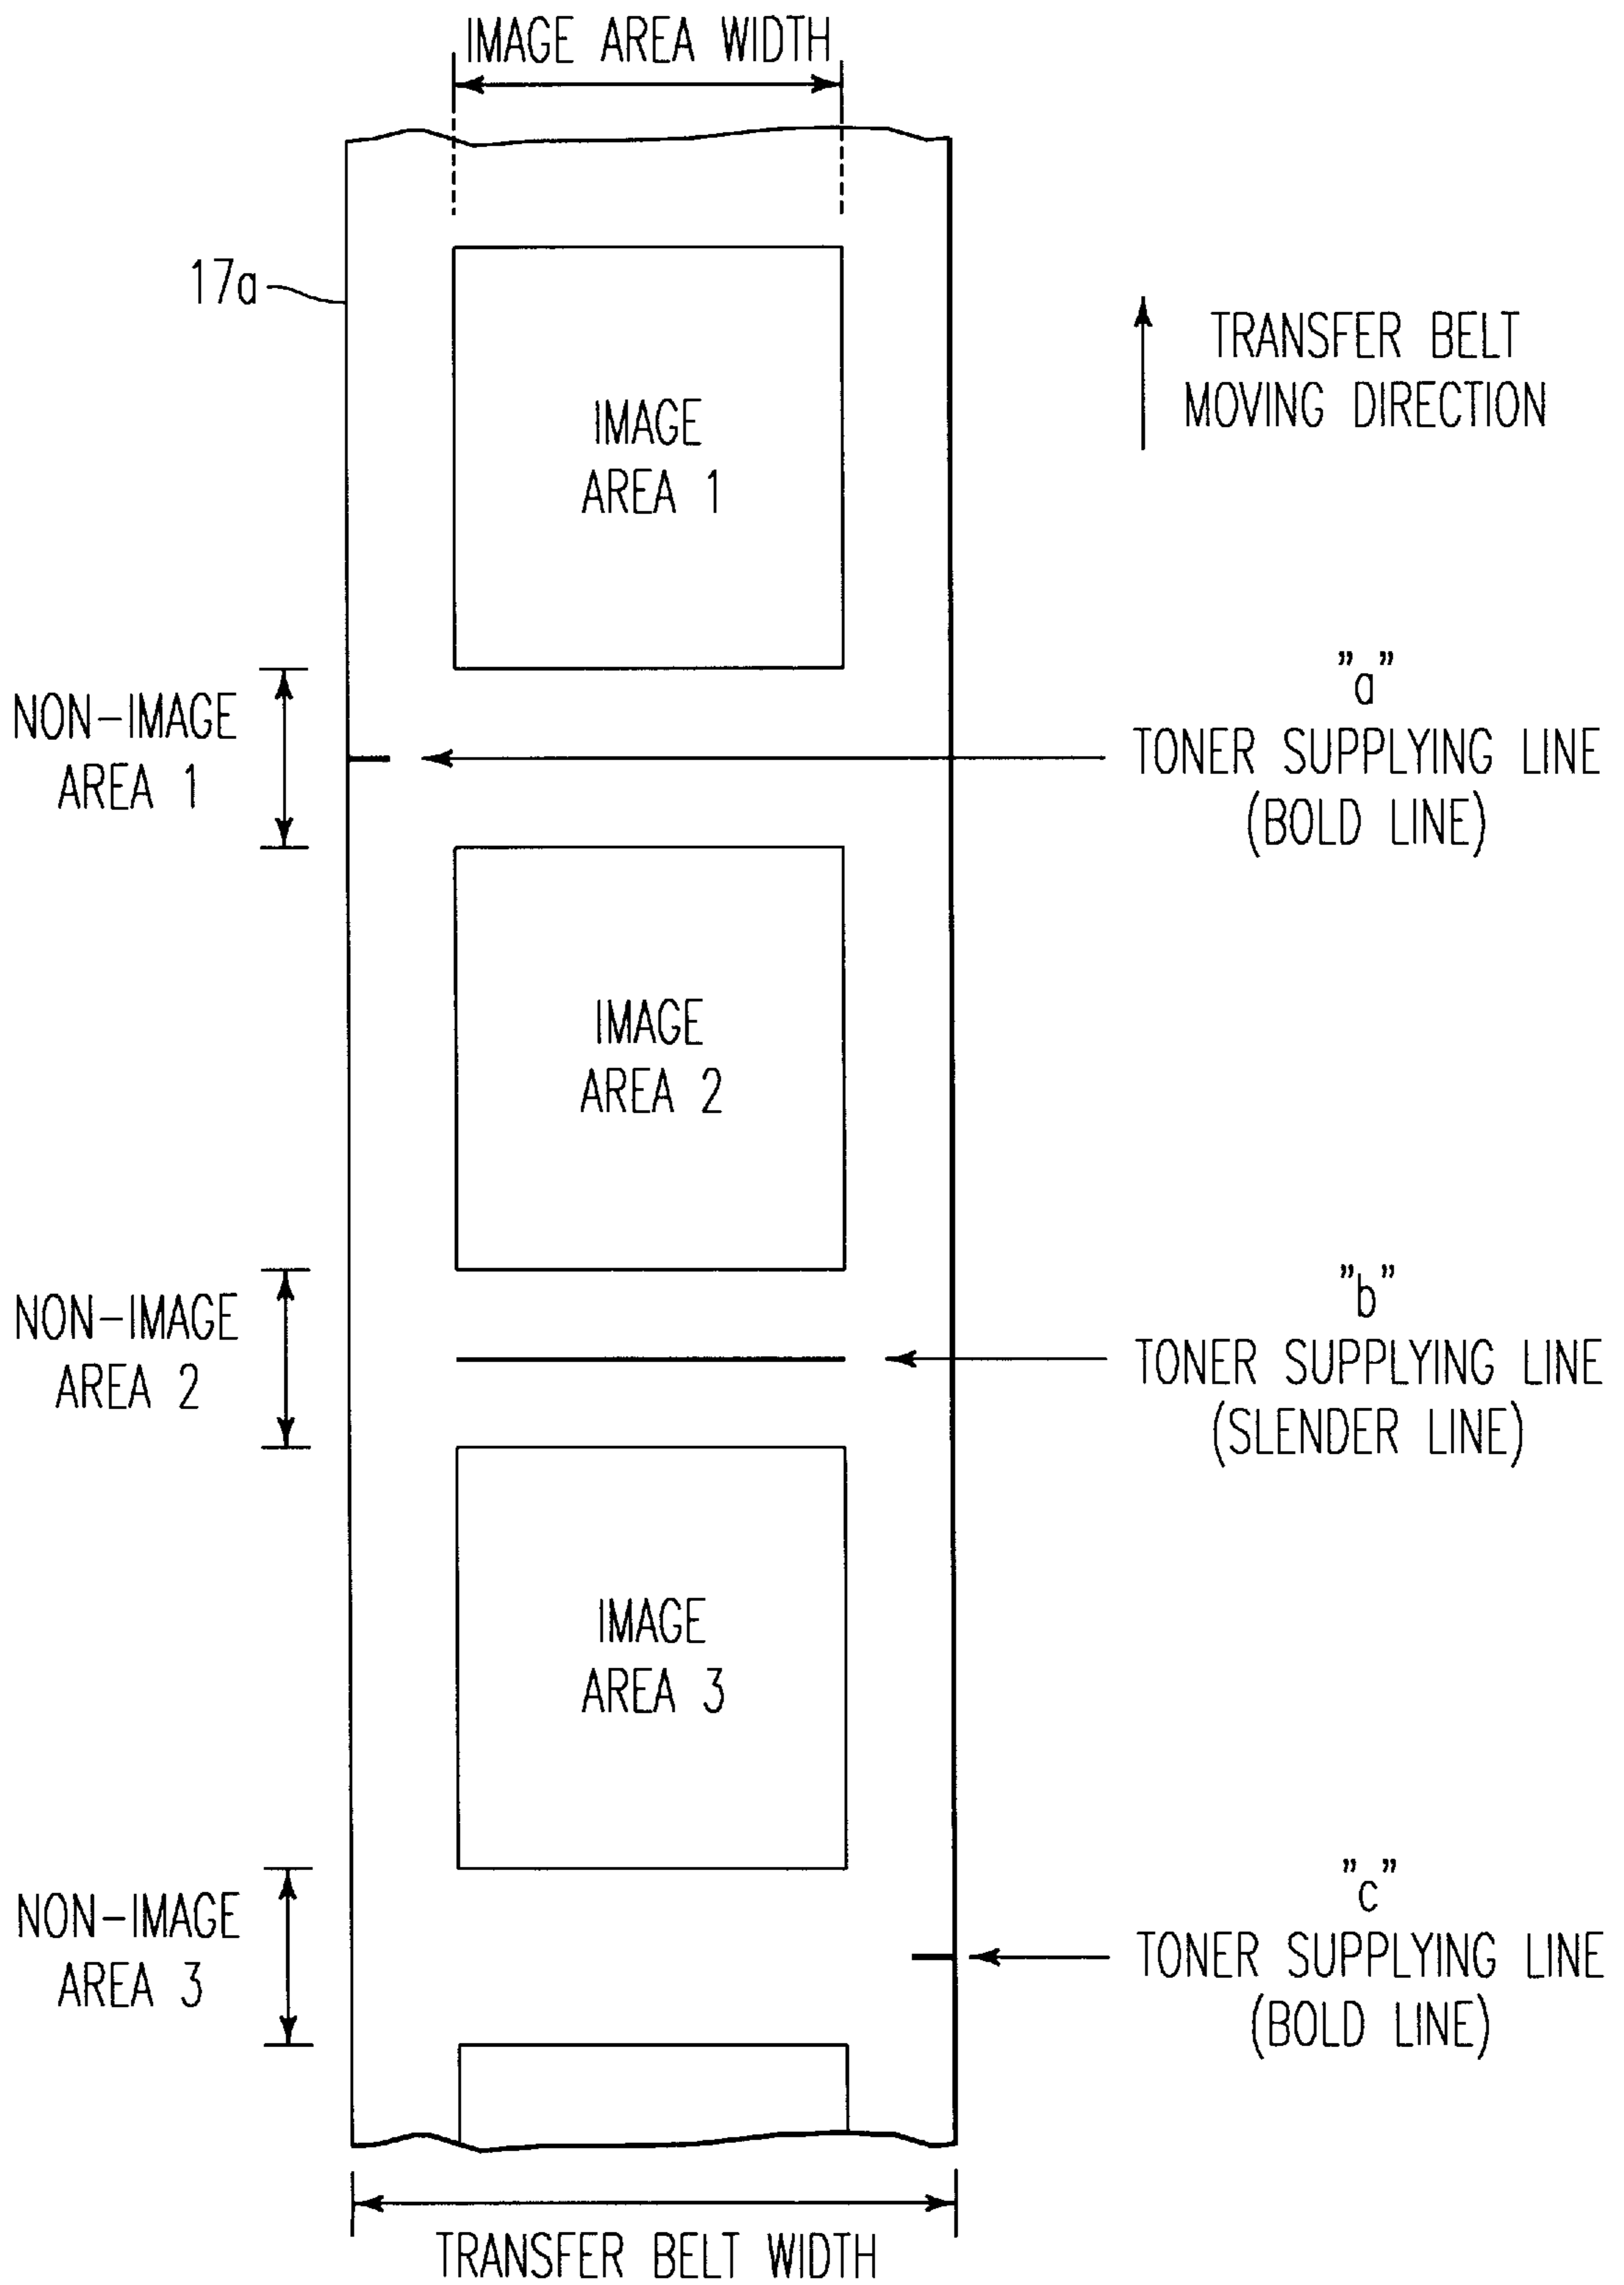 IMAGE AREA WIDTH
17a
TRANSFER BELT
MOVING DIRECTION
IMAGE
AREA 1
NON-IMAGE
AREA 1
"a"
TONER SUPPLYING LINE
(BOLD LINE)
IMAGE
AREA 2
NON-IMAGE
AREA 2
"b"
TONER SUPPLYING LINE
(SLENDER LINE)
IMAGE
AREA 3
NON-IMAGE
AREA 3
"c"
TONER SUPPLYING LINE
(BOLD LINE)
TRANSFER BELT WIDTH